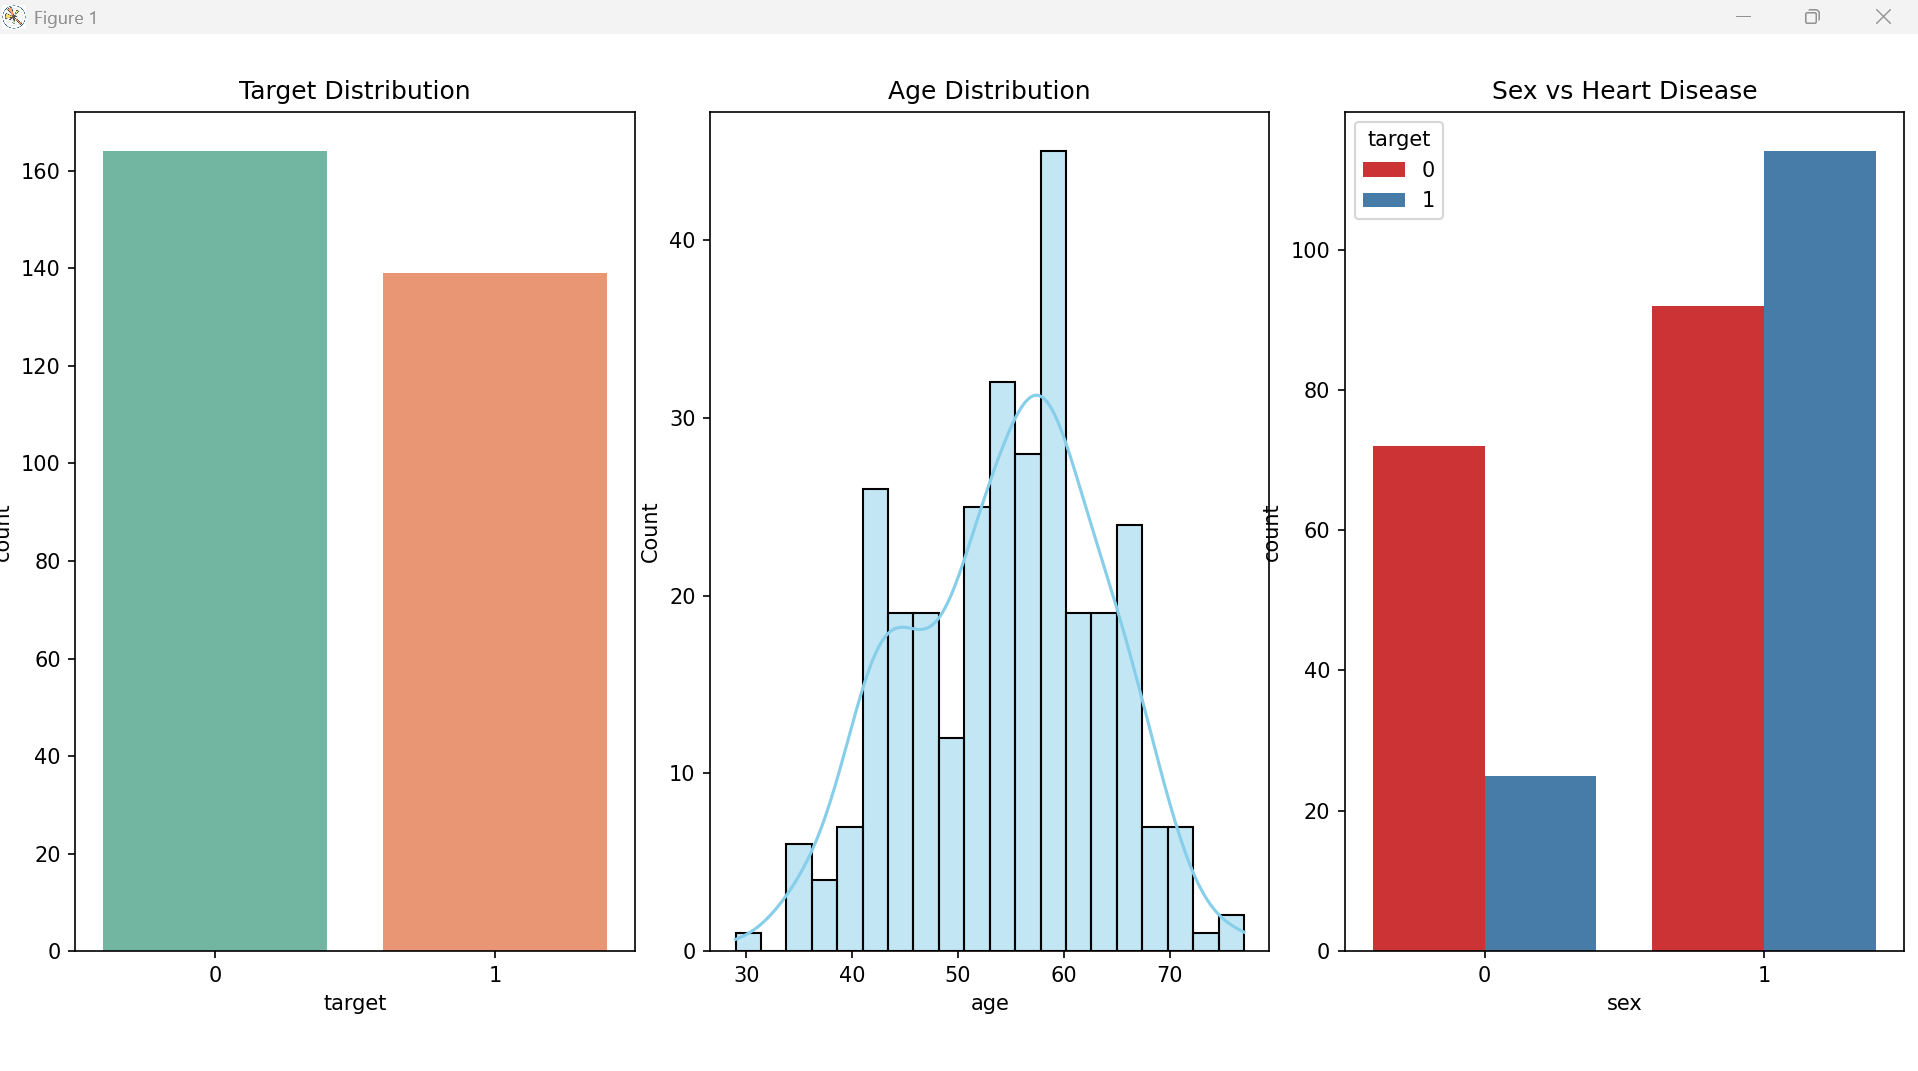 Figure 1
Target Distribution
160
140
120
100
80
60
40
20
0
count
0
1
target
Age Distribution
40
30
20
10
0
Count
30
40
50
60
70
age
Sex vs Heart Disease
target
0
1
100
80
60
40
20
0
count
0
1
sex